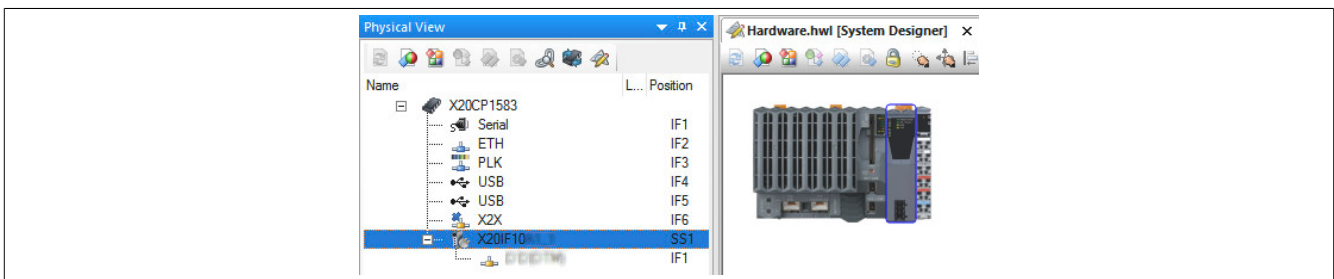 Physical View
Hardware.hwl [System Designer]
Name L... Position
X20CP1583
Serial IF1
ETH IF2
PLK IF3
USB IF4
USB IF5
X2X IF6
X20IF10 SS1
IF1